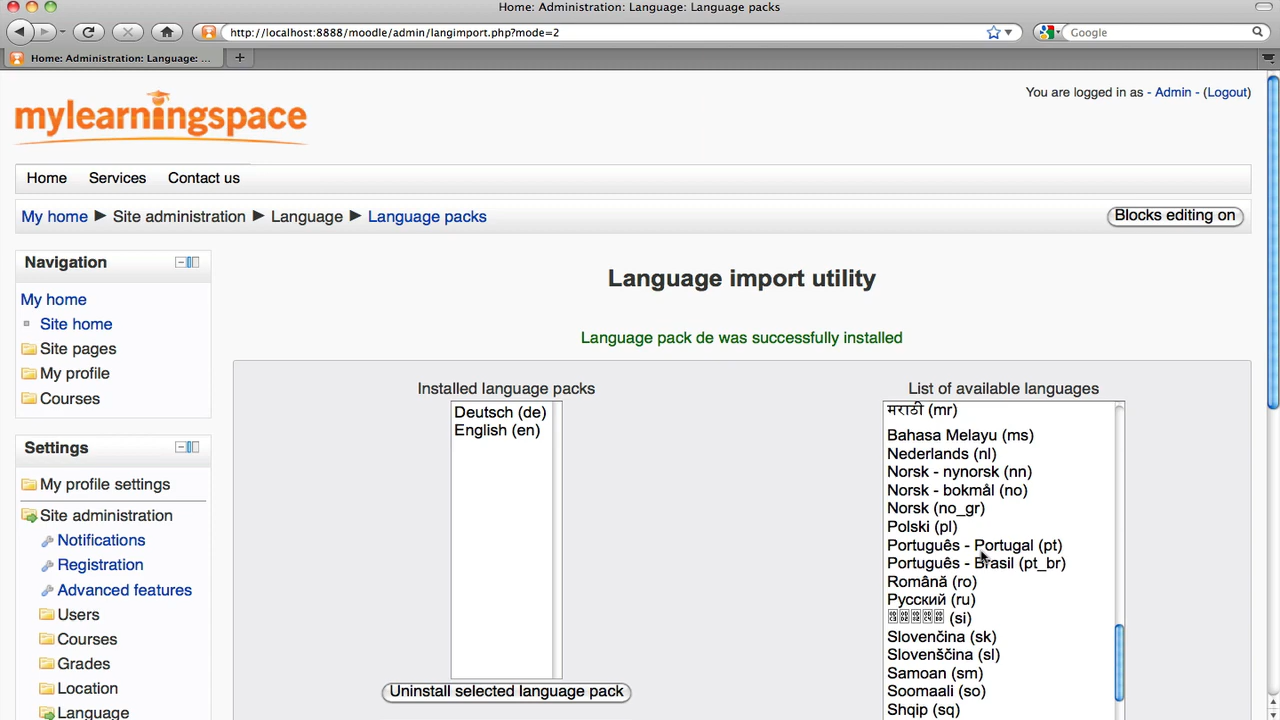 Home: Administration: Language: Language packs
http://localhost:8888/moodle/admin/langimport.php?mode=2
Google
Home: Administration: Language: ...
mylearningspace
You are logged in as - Admin - (Logout)
Home Services Contact us
My home ► Site administration ► Language ► Language packs
Blocks editing on
Navigation
My home
Site home
Site pages
My profile
Courses
Settings
My profile settings
Site administration
Notifications
Registration
Advanced features
Users
Courses
Grades
Location
Language
Language import utility
Language pack de was successfully installed
Installed language packs
Deutsch (de)
English (en)
Uninstall selected language pack
List of available languages
मराठी (mr)
Bahasa Melayu (ms)
Nederlands (nl)
Norsk - nynorsk (nn)
Norsk - bokmål (no)
Norsk (no_gr)
Polski (pl)
Português - Portugal (pt)
Português - Brasil (pt_br)
Română (ro)
Русский (ru)
(si)
Slovenčina (sk)
Slovenščina (sl)
Samoan (sm)
Soomaali (so)
Shqip (sq)